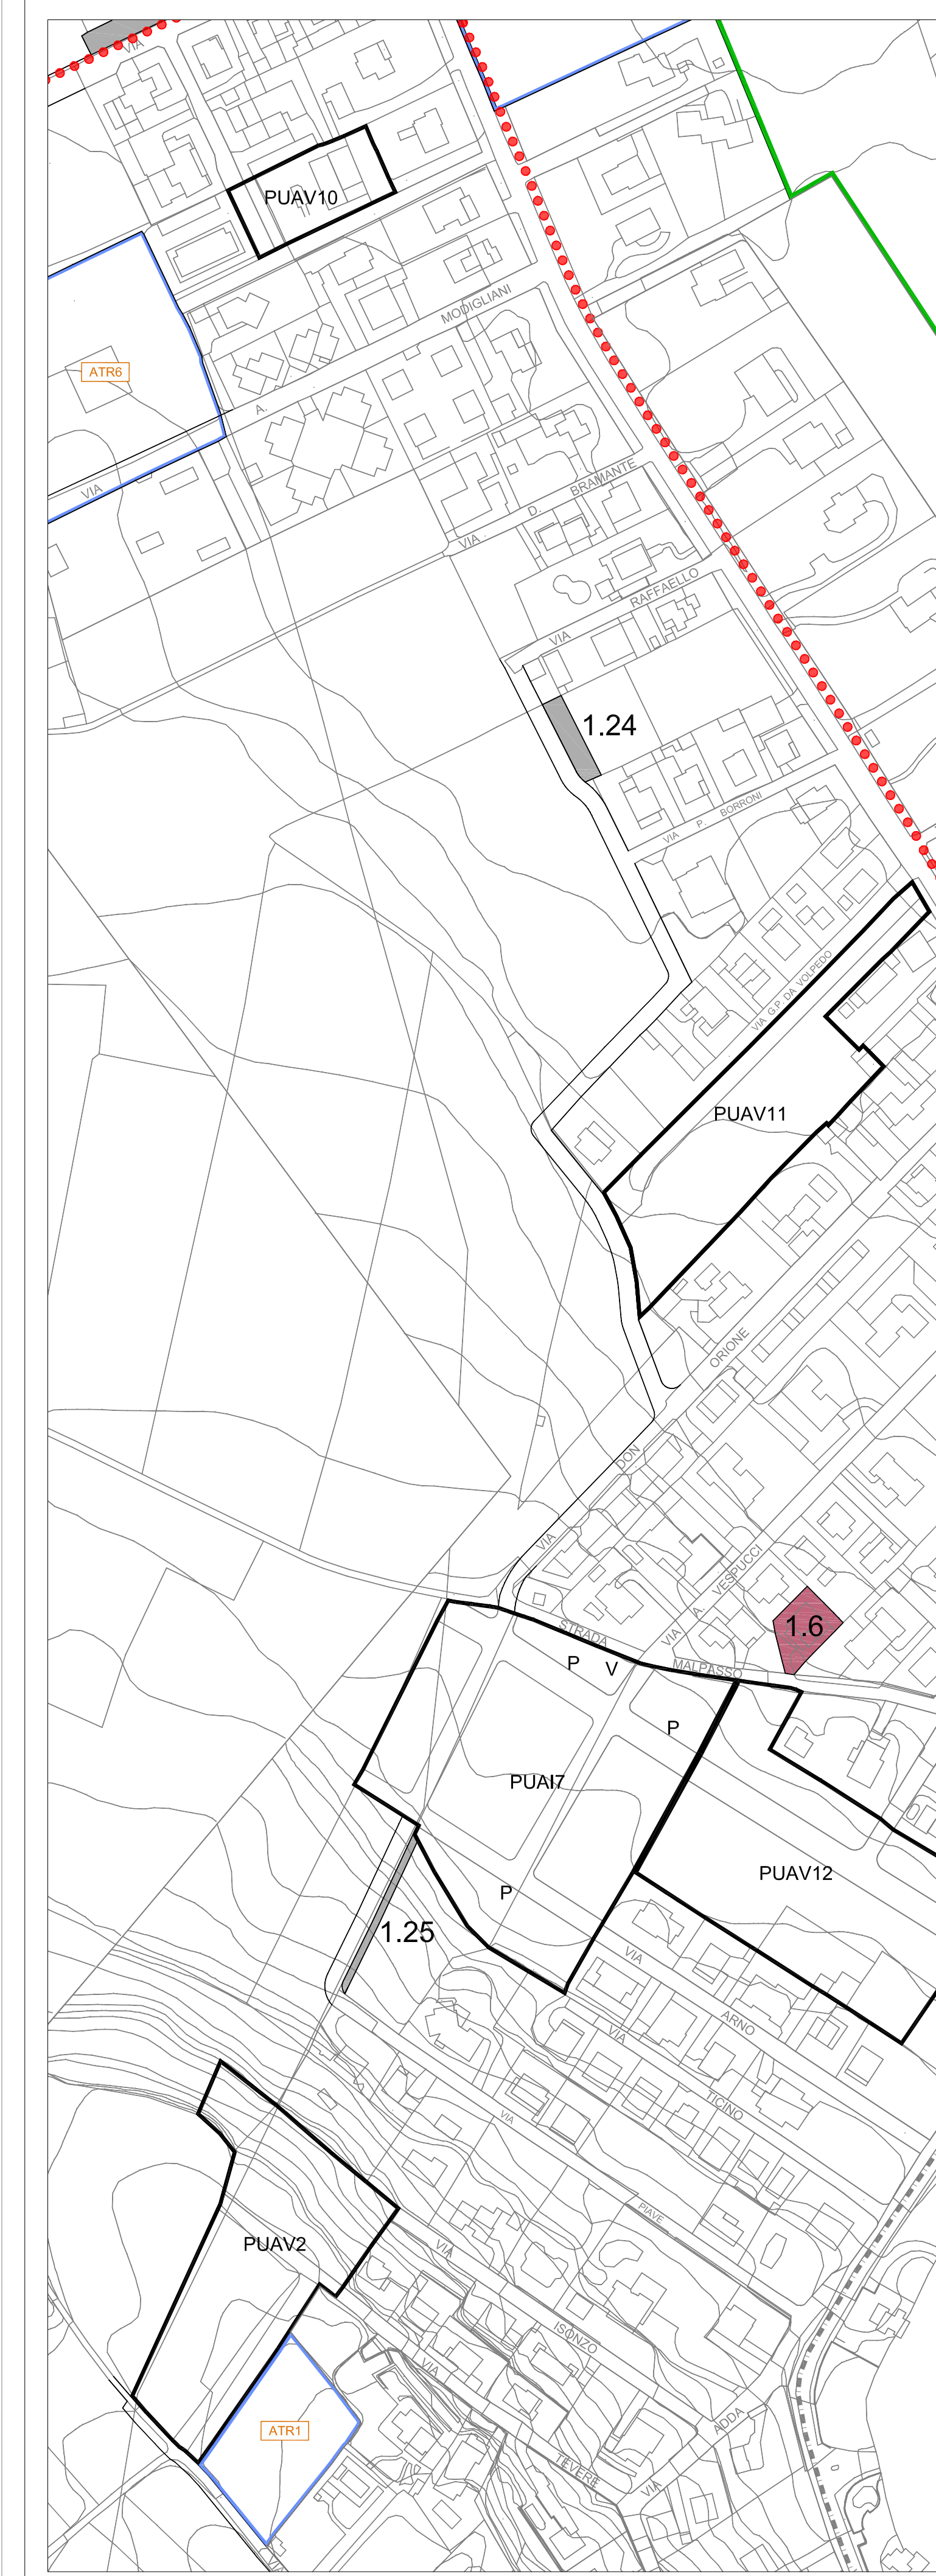 VIA
PUAV10
A. MODIGLIANI
ATR6
VIA
VIA D. BRAMANTE
VIA RAFFAELLO
1.24
VIA P. BORRONI
VIA G.P. DA VOLPEDO
PUAV11
VIA DON ORIONE
VIA A. VESPUCCI
1.6
STRADA MALPASSO
P V
P
PUAI7
PUAV12
P
1.25
VIA ARNO
VIA TICINO
VIA PIAVE
PUAV2
VIA ISONZO
VIA TEVERE
VIA ADDA
ATR1